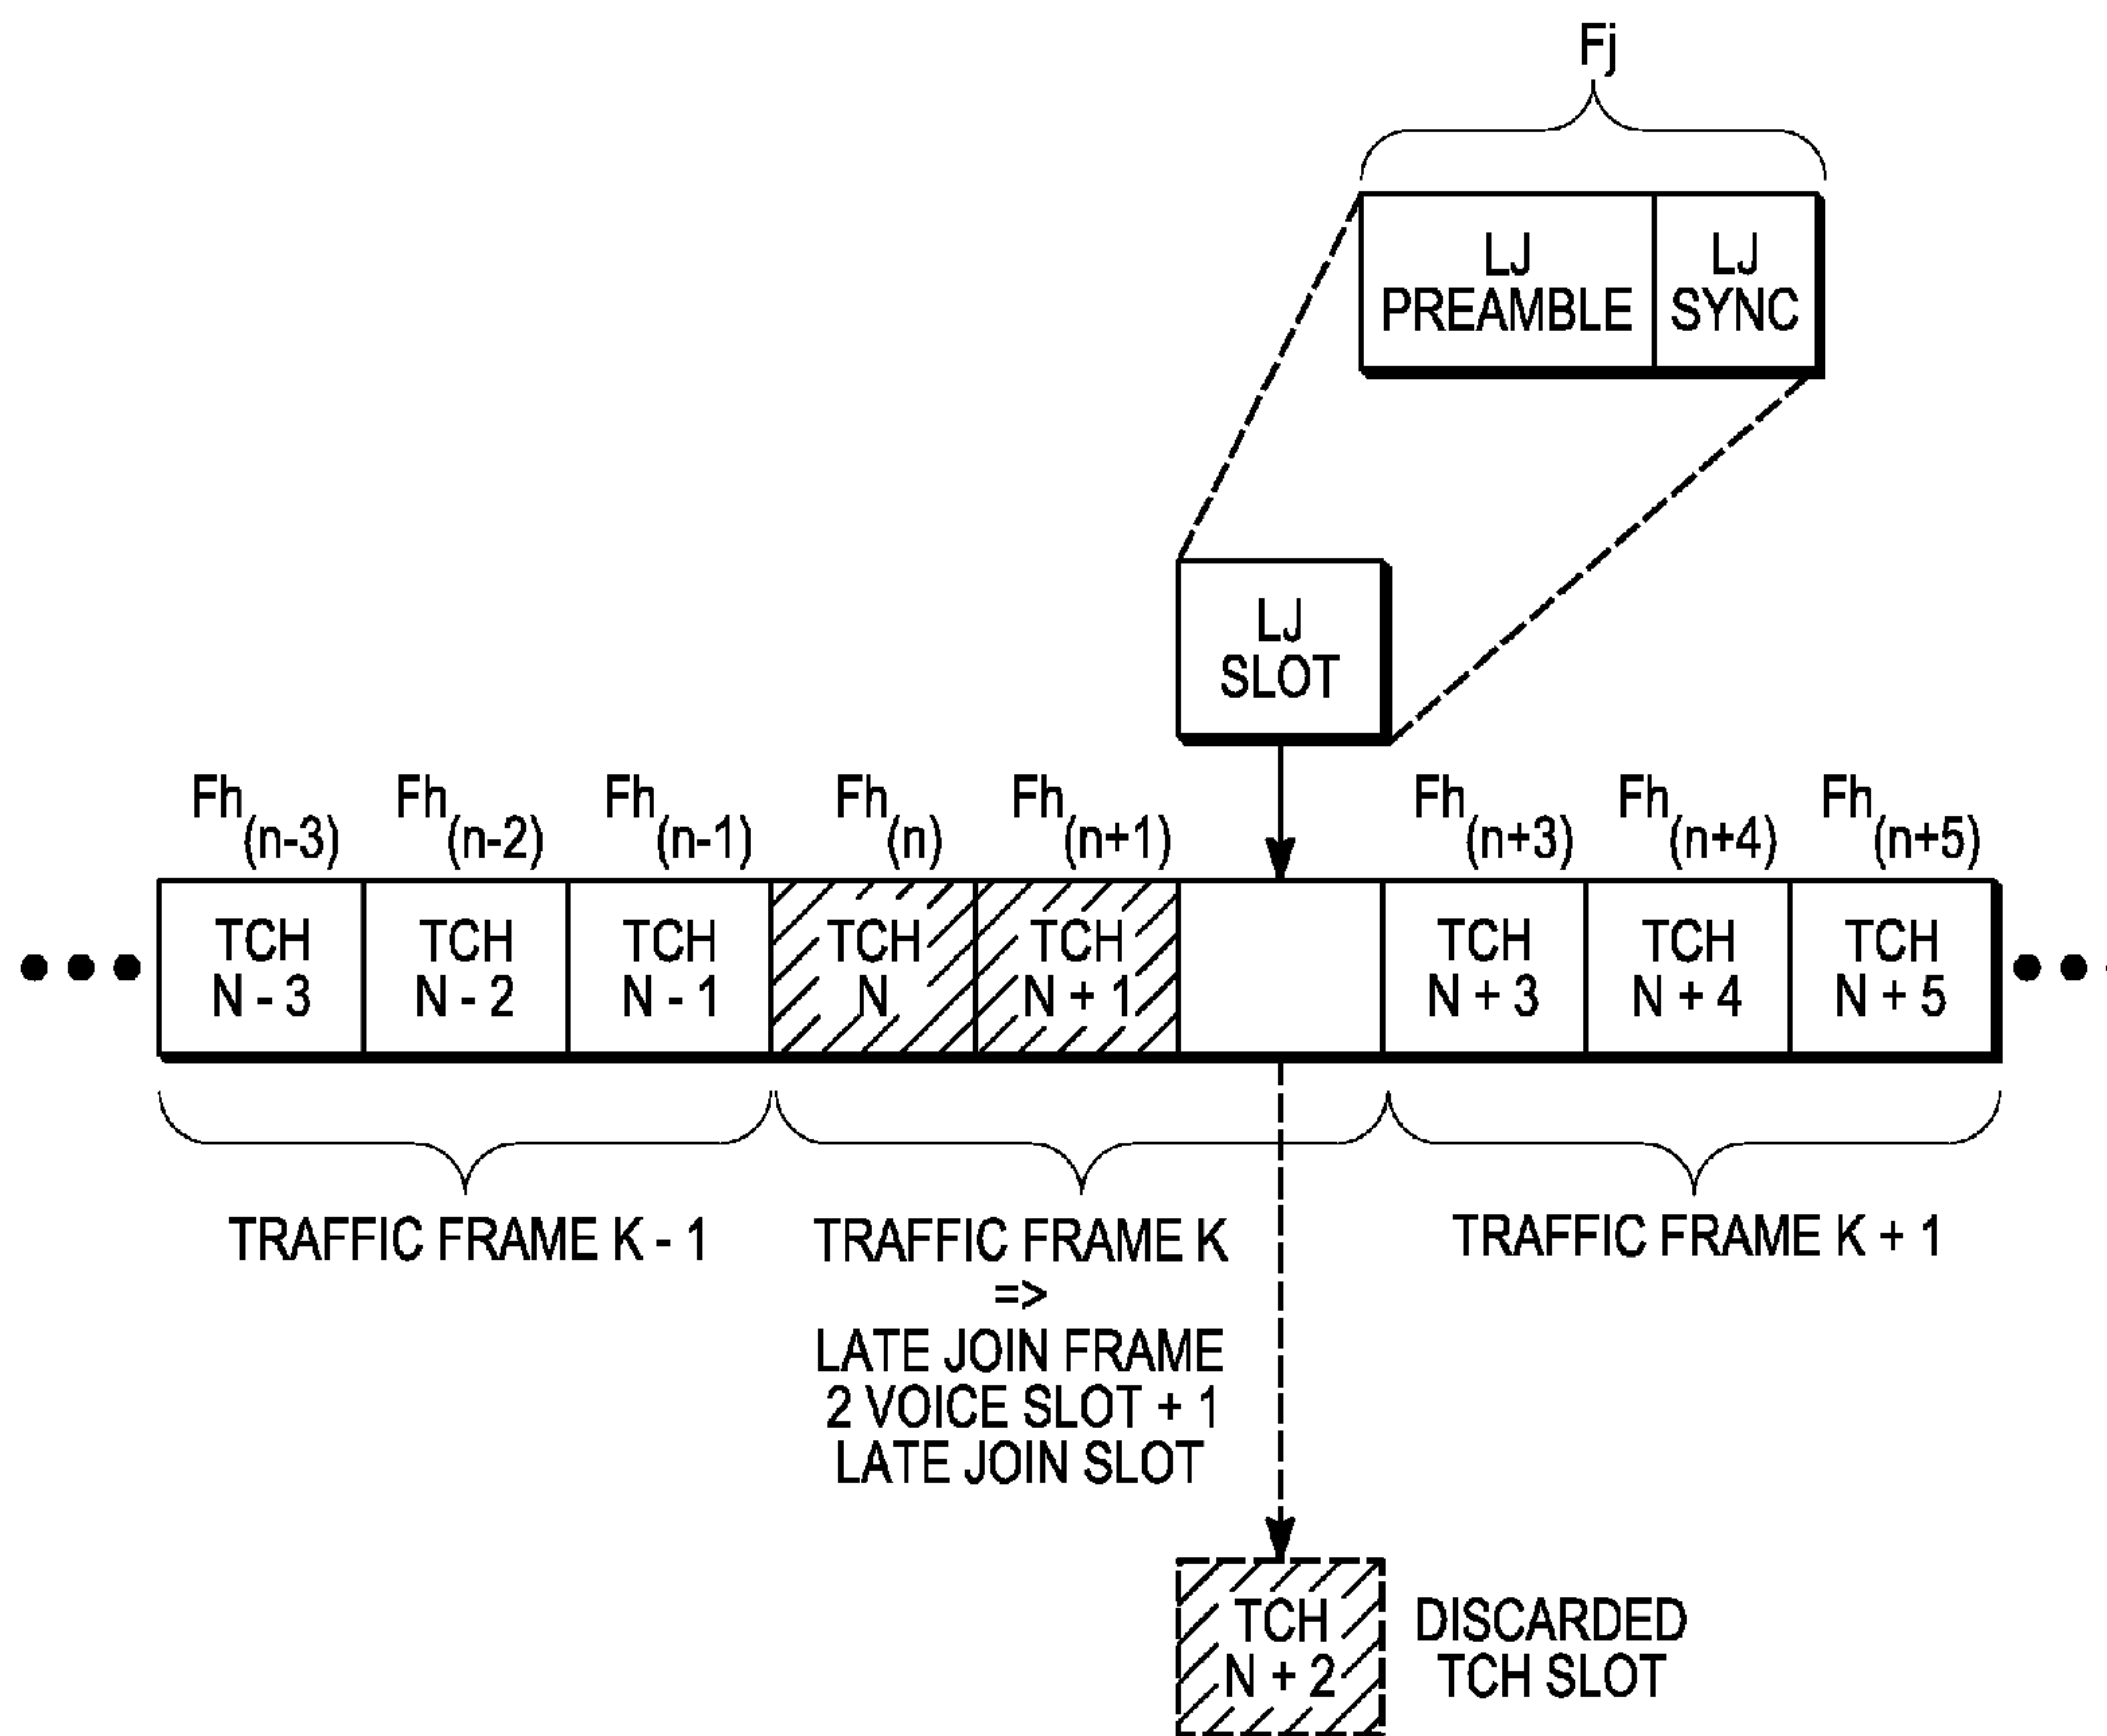 Fj
LJ PREAMBLE
LJ SYNC
LJ SLOT
Fh(n-3) Fh(n-2) Fh(n-1) Fh(n) Fh(n+1) Fh(n+3) Fh(n+4) Fh(n+5)
TCH TCH TCH TCH TCH TCH TCH TCH
N - 3 N - 2 N - 1 N N + 1 N + 3 N + 4 N + 5
TRAFFIC FRAME K - 1
TRAFFIC FRAME K
=>
LATE JOIN FRAME
2 VOICE SLOT + 1
LATE JOIN SLOT
TRAFFIC FRAME K + 1
TCH
N + 2
DISCARDED
TCH SLOT